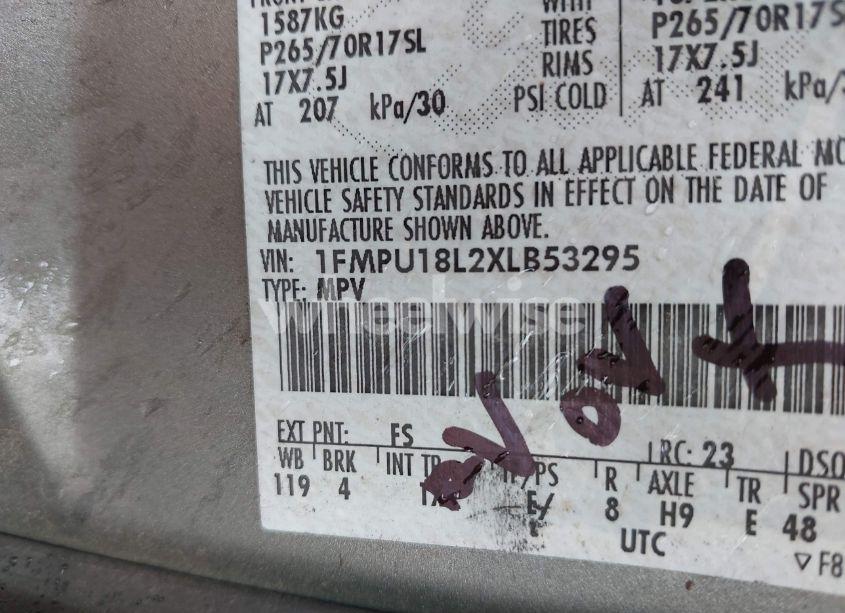 1587KG WITH
P265/70R17SL TIRES P265/70R17S
17X7.5J RIMS 17X7.5J
AT 207 kPa/30 PSI COLD AT 241 kPa/
THIS VEHICLE CONFORMS TO ALL APPLICABLE FEDERAL MO
VEHICLE SAFETY STANDARDS IN EFFECT ON THE DATE OF
MANUFACTURE SHOWN ABOVE.
VIN: 1FMPU18L2XLB53295
TYPE: MPV
wheelwise
EXT PNT: FS RC: 23 DSO
WB BRK INT TR /PS R AXLE TR SPR
119 4 E/ 8 H9 E 48
UTC
▽F8